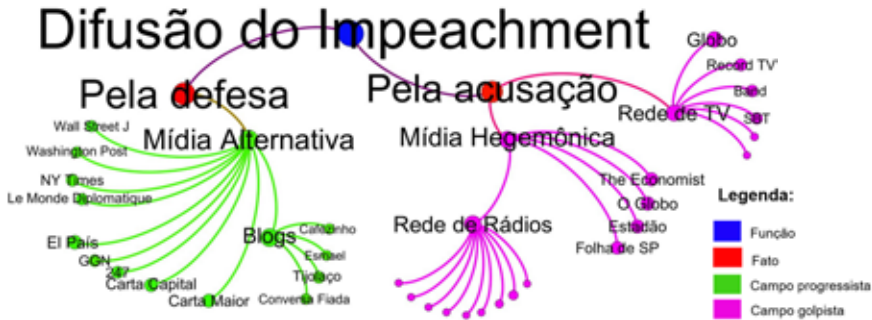 Difusão do Impeachment
Pela defesa
Pela acusação
Mídia Alternativa
Wall Street J
Washington Post
NY Times
Le Monde Diplomatique
El País
GGN
247
Carta Capital
Carta Maior
Blogs
Cafezinho
Esmael
Tijolaço
Conversa Fiada
Mídia Hegemônica
Rede de Rádios
The Economist
O Globo
Estadão
Folha de SP
Rede de TV
Globo
Record TV'
Band
SBT
Legenda:
Função
Fato
Campo progressista
Campo golpista